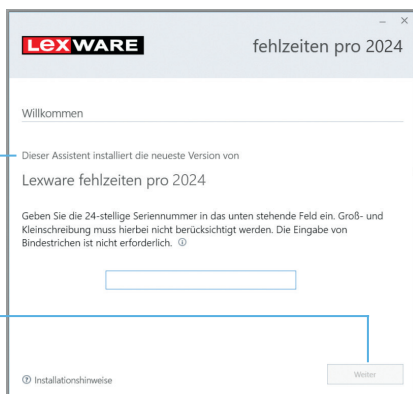 LEXWARE
fehlzeiten pro 2024
Willkommen
Dieser Assistent installiert die neueste Version von
Lexware fehlzeiten pro 2024
Geben Sie die 24-stellige Seriennummer in das unten stehende Feld ein. Groß- und
Kleinschreibung muss hierbei nicht berücksichtigt werden. Die Eingabe von
Bindestrichen ist nicht erforderlich.
Installationshinweise
Weiter